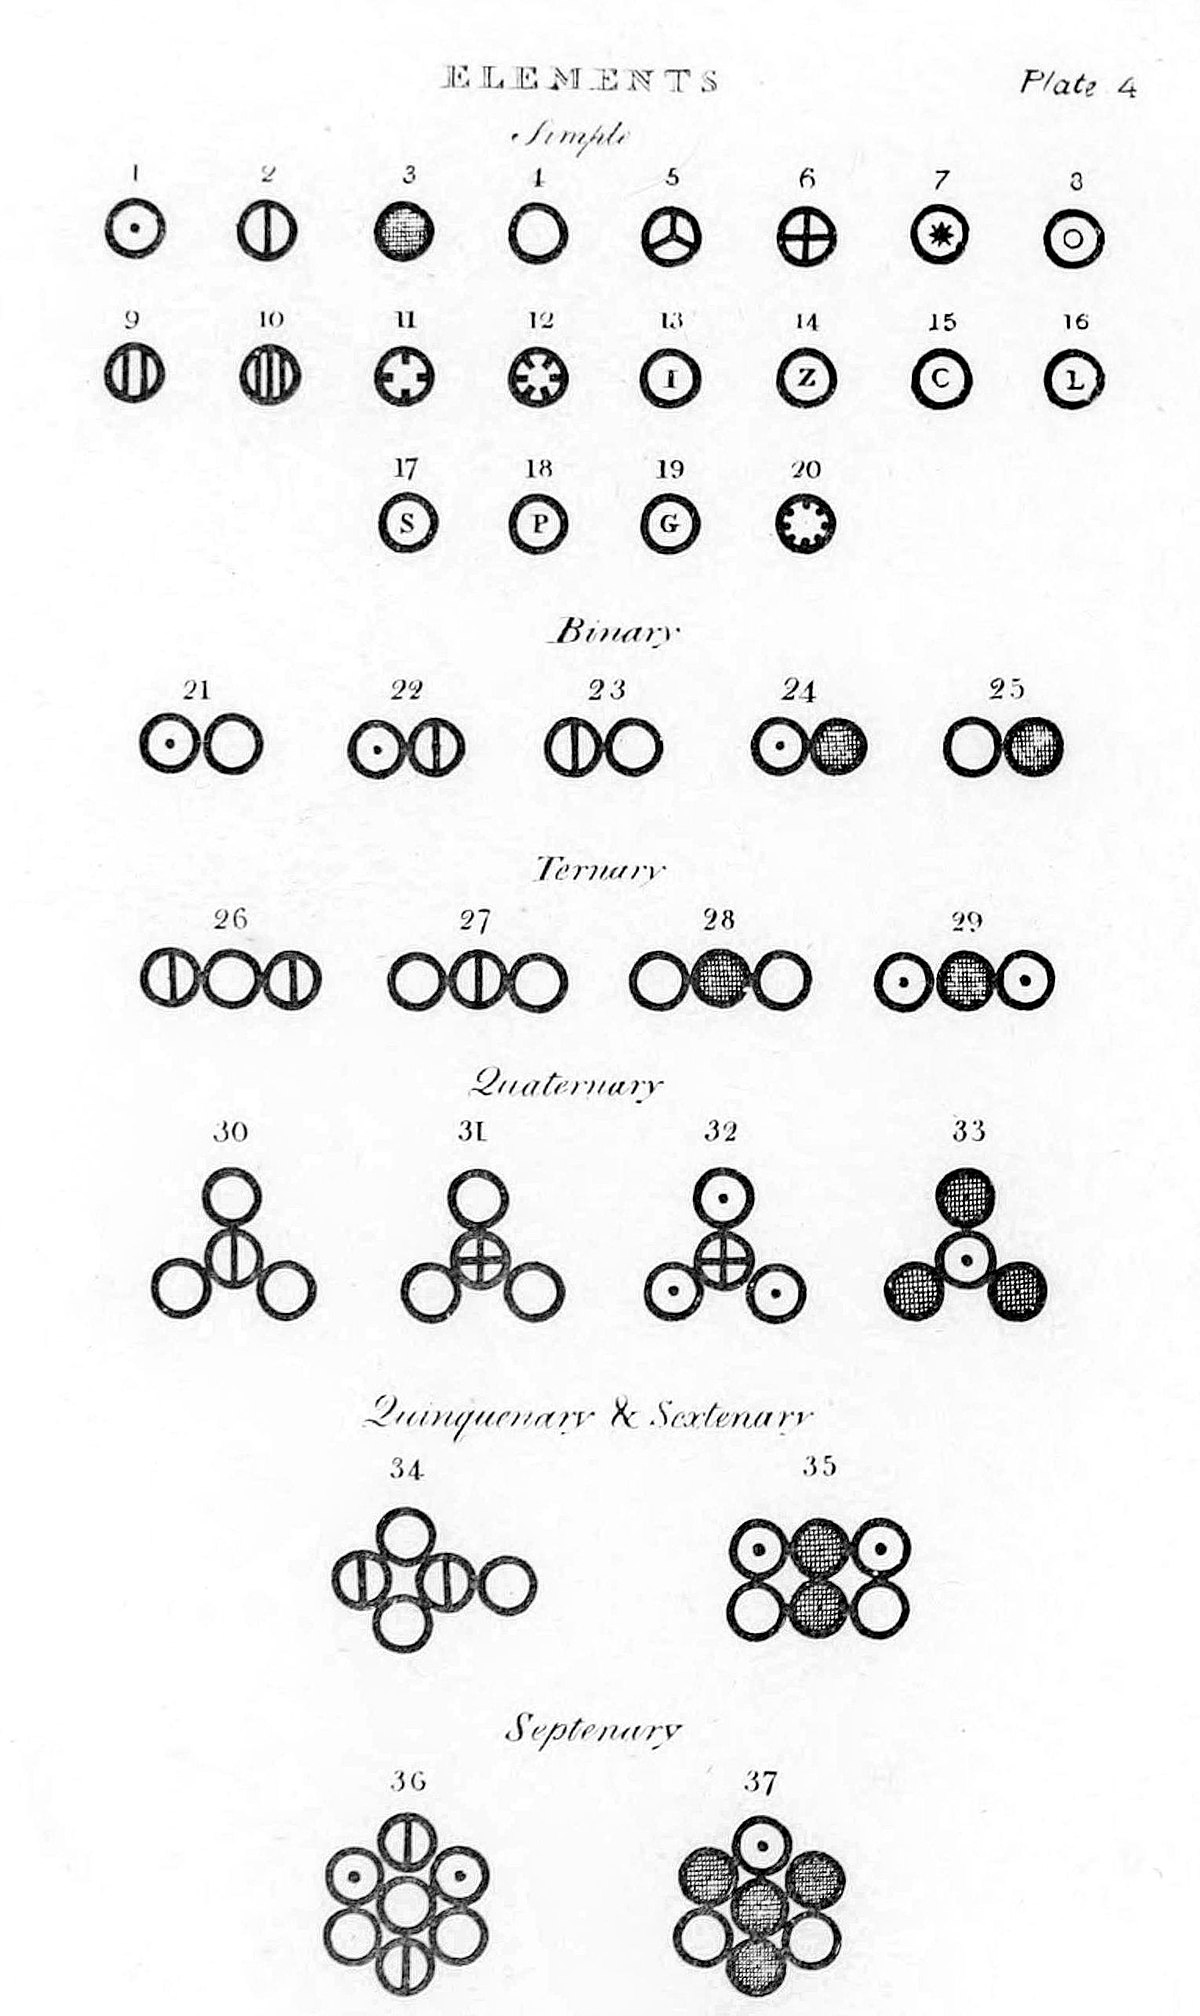 ELEMENTS Plate 4
Simple
1 2 3 4 5 6 7 8
9 10 11 12 13 14 15 16
I Z C L
17 18 19 20
S P G
Binary
21 22 23 24 25
Ternary
26 27 28 29
Quaternary
30 31 32 33
Quinquenary & Sextenary
34 35
Septenary
36 37